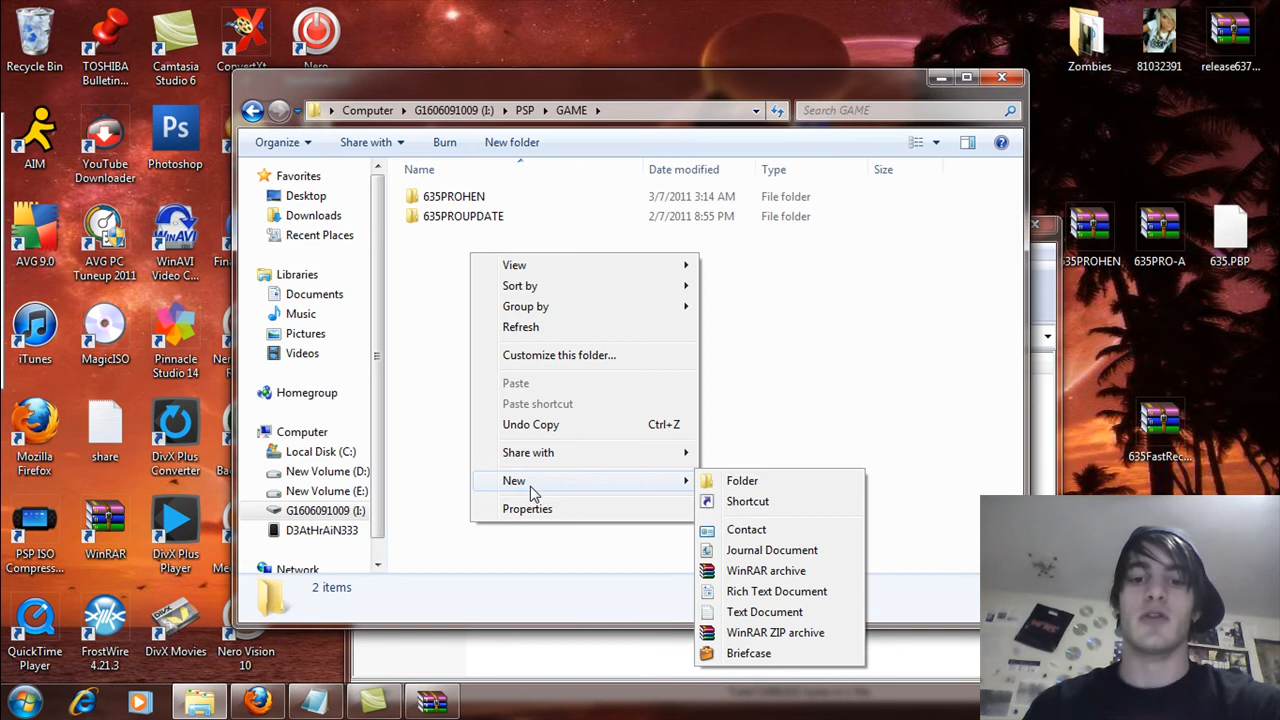 Recycle Bin
TOSHIBA Bulletin...
Camtasia Studio 6
ConvertXt
Nero
Zombies
81032391
release637...
AIM
YouTube Downloader
Ps
Photoshop
AVG 9.0
AVG PC Tuneup 2011
WinAVI Video C...
iTunes
MagicISO
Pinnacle Studio 14
Mozilla Firefox
share
DivX Plus Converter
PSP ISO Compress...
WinRAR
DivX Plus Player
QuickTime Player
FrostWire 4.21.3
DivX Movies
Nero Vision 10
Computer
G1606091009 (I:)
PSP
GAME
Search GAME
Organize
Share with
Burn
New folder
Favorites
Desktop
Downloads
Recent Places
Libraries
Documents
Music
Pictures
Videos
Homegroup
Computer
Local Disk (C:)
New Volume (D:)
New Volume (E:)
G1606091009 (I:)
D3AtHrAiN333
Network
Name
Date modified
Type
Size
635PROHEN
3/7/2011 3:14 AM
File folder
635PROUPDATE
2/7/2011 8:55 PM
File folder
View
Sort by
Group by
Refresh
Customize this folder...
Paste
Paste shortcut
Undo Copy
Ctrl+Z
Share with
New
Properties
Folder
Shortcut
Contact
Journal Document
WinRAR archive
Rich Text Document
Text Document
WinRAR ZIP archive
Briefcase
2 items
635PROHEN
635PRO-A
635.PBP
635FastRec...